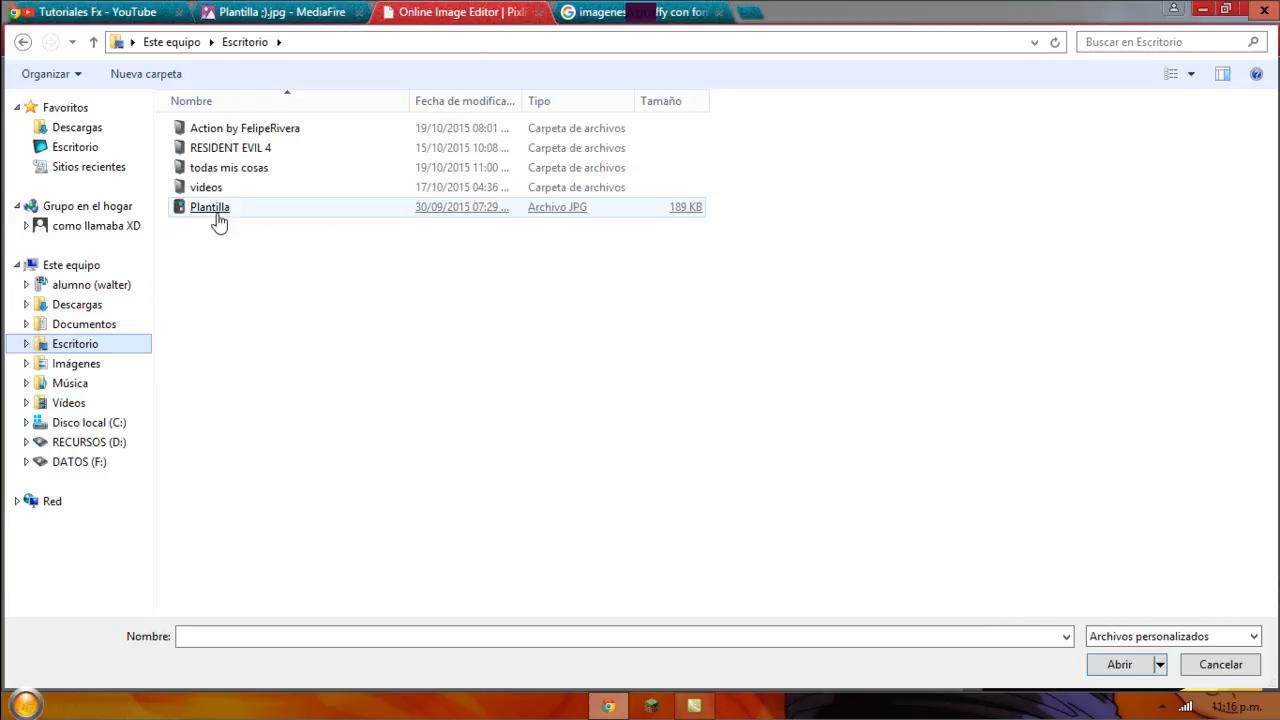 Tutoriales Fx - YouTube
Plantilla ;).jpg - MediaFire
Online Image Editor | Pixl
imagenes
ffy con fon
Este equipo
Escritorio
Buscar en Escritorio
Organizar
Nueva carpeta
Nombre
Fecha de modifica...
Tipo
Tamaño
Favoritos
Descargas
Escritorio
Sitios recientes
Grupo en el hogar
como llamaba XD
Este equipo
alumno (walter)
Descargas
Documentos
Escritorio
Imágenes
Música
Vídeos
Disco local (C:)
RECURSOS (D:)
DATOS (F:)
Red
Action by FelipeRivera 19/10/2015 08:01 ... Carpeta de archivos
RESIDENT EVIL 4 15/10/2015 10:08 ... Carpeta de archivos
todas mis cosas 19/10/2015 11:00 ... Carpeta de archivos
videos 17/10/2015 04:36 ... Carpeta de archivos
Plantilla 30/09/2015 07:29 ... Archivo JPG 189 KB
Nombre:
Archivos personalizados
Abrir
Cancelar
11:16 p.m.